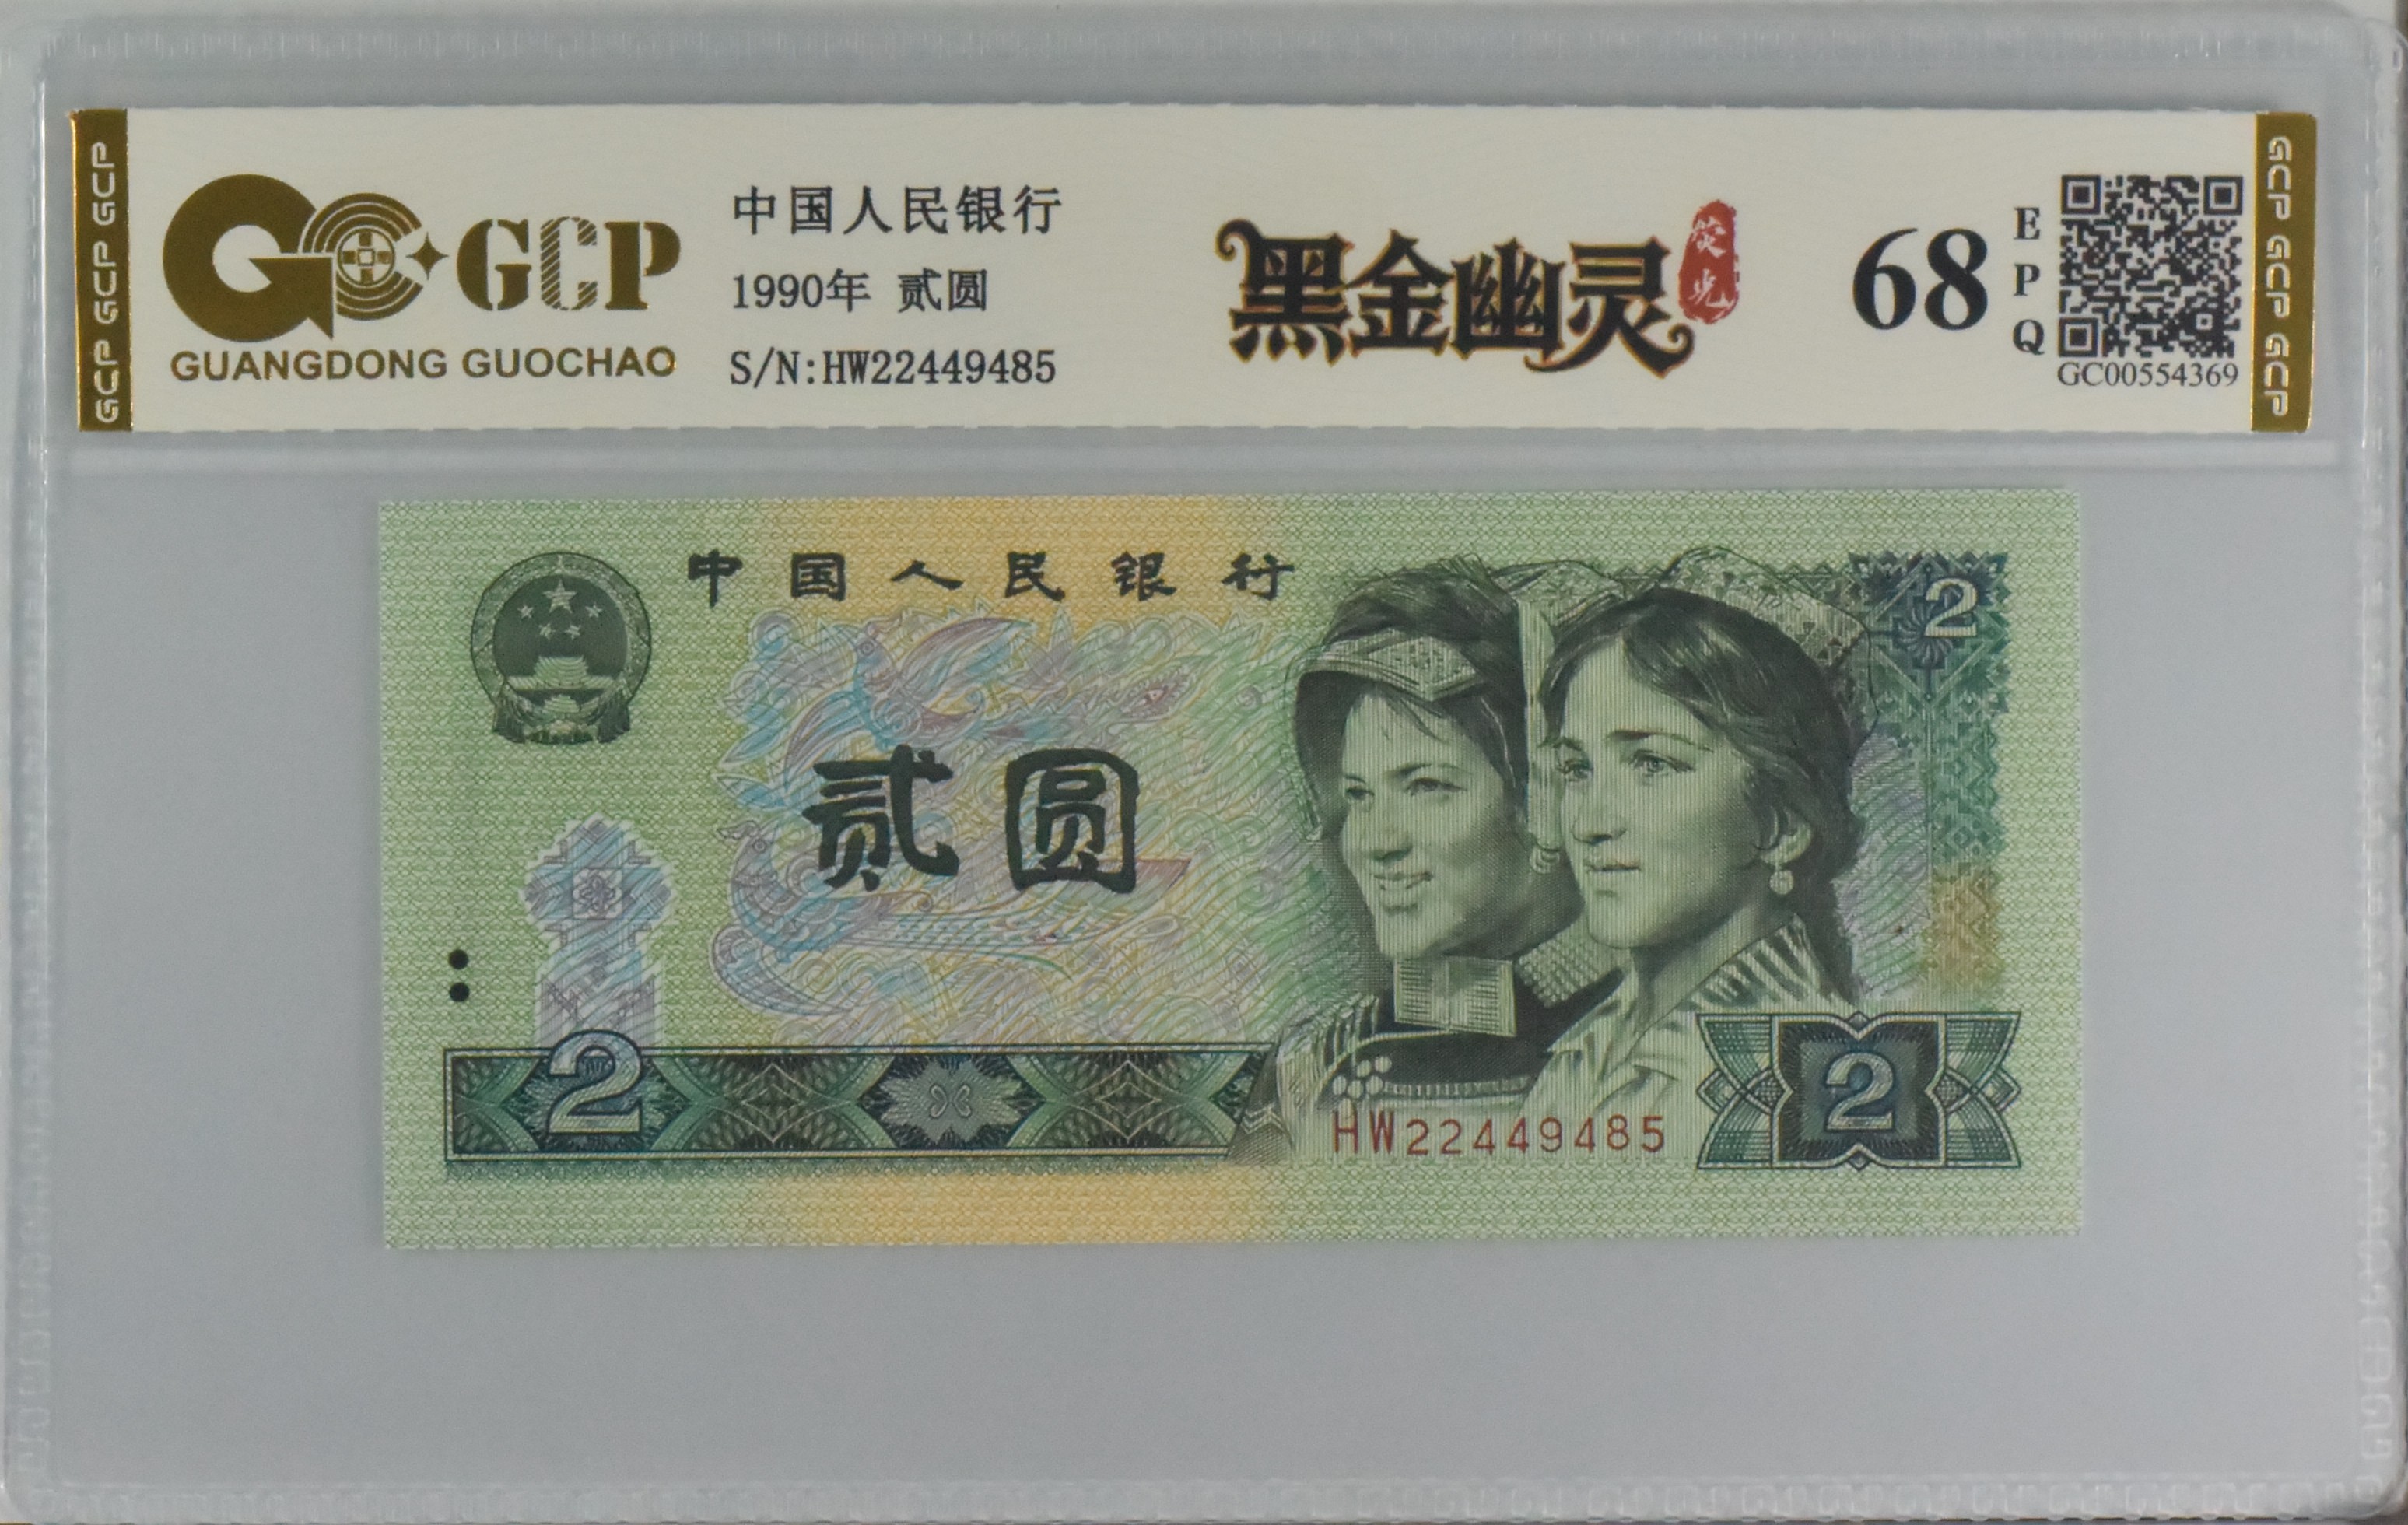 GCP GCP GCP
GCP
GUANGDONG GUOCHAO
中国人民银行
1990年 贰圆
S/N:HW22449485
黑金幽灵
荧光
68
EPQ
GC00554369
GCP GCP GCP
中国人民银行
2
贰圆
2
HW22449485
2